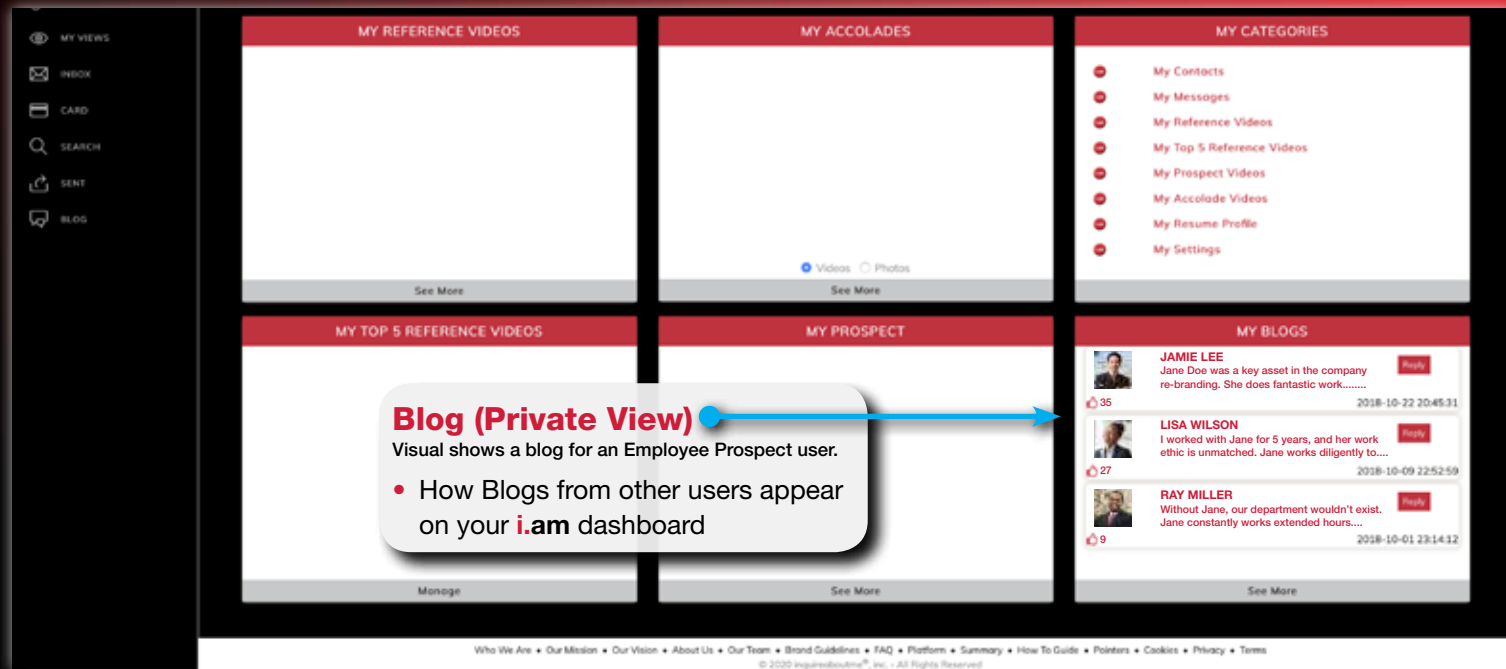 MY VIEWS
INBOX
CARD
SEARCH
SENT
BLOG
MY REFERENCE VIDEOS
See More
MY ACCOLADES
Videos Photos
See More
MY CATEGORIES
My Contacts
My Messages
My Reference Videos
My Top 5 Reference Videos
My Prospect Videos
My Accolade Videos
My Resume Profile
My Settings
MY TOP 5 REFERENCE VIDEOS
Manage
MY PROSPECT
See More
Blog (Private View)
Visual shows a blog for an Employee Prospect user.
• How Blogs from other users appear
on your i.am dashboard
MY BLOGS
JAMIE LEE
Jane Doe was a key asset in the company
re-branding. She does fantastic work........
Reply
35
2018-10-22 20:45:31
LISA WILSON
I worked with Jane for 5 years, and her work
ethic is unmatched. Jane works diligently to....
Reply
27
2018-10-09 22:52:59
RAY MILLER
Without Jane, our department wouldn't exist.
Jane constantly works extended hours....
Reply
9
2018-10-01 23:14:12
See More
Who We Are • Our Mission • Our Vision • About Us • Our Team • Brand Guidelines • FAQ • Platform • Summary • How To Guide • Pointers • Cookies • Privacy • Terms
© 2020 inquireaboutme®, inc. - All Rights Reserved